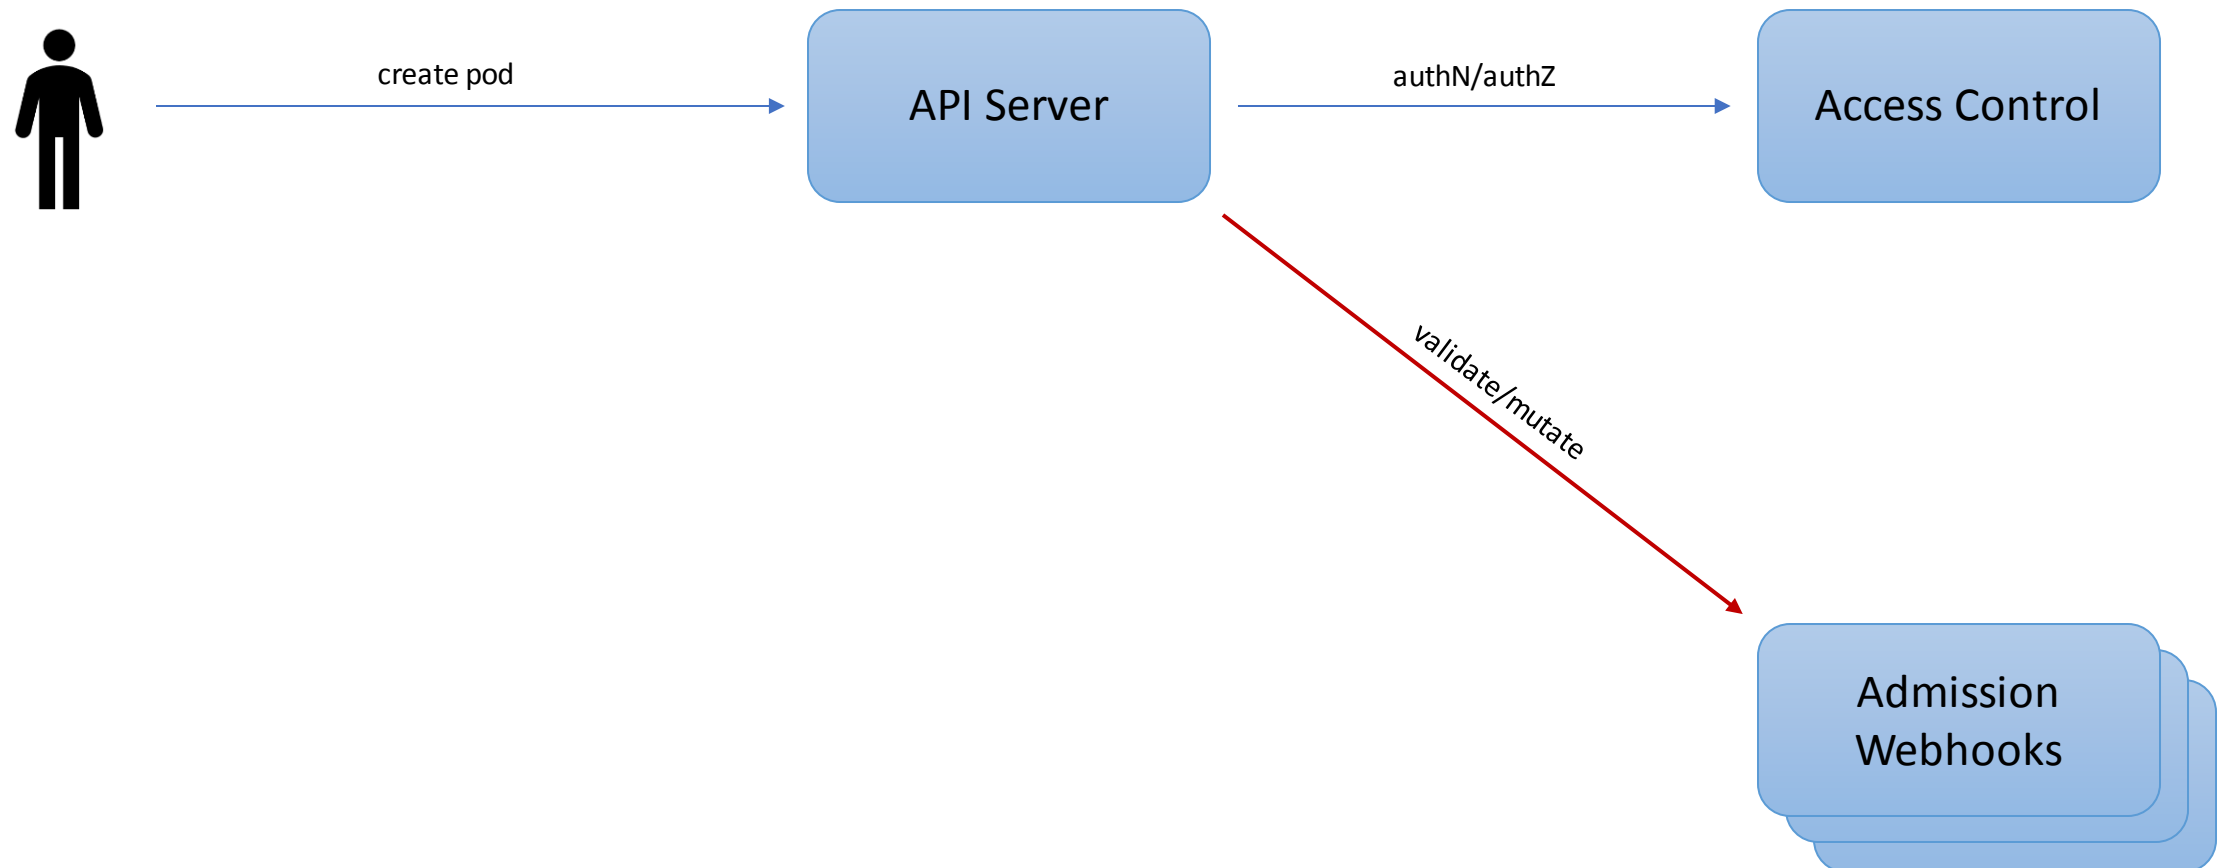 create pod
API Server
authN/authZ
Access Control
validate/mutate
Admission
Webhooks